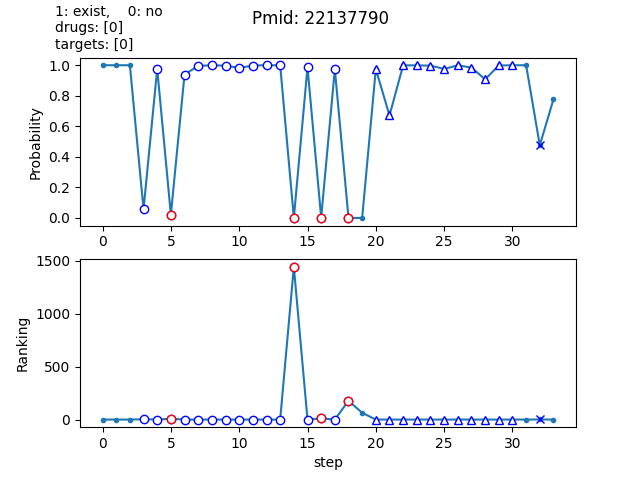 1: exist,    0: no
drugs: [0]
targets: [0]
Pmid: 22137790
Probability
1.0
0.8
0.6
0.4
0.2
0.0
0 5 10 15 20 25 30
Ranking
1500
1000
500
0
0 5 10 15 20 25 30
step